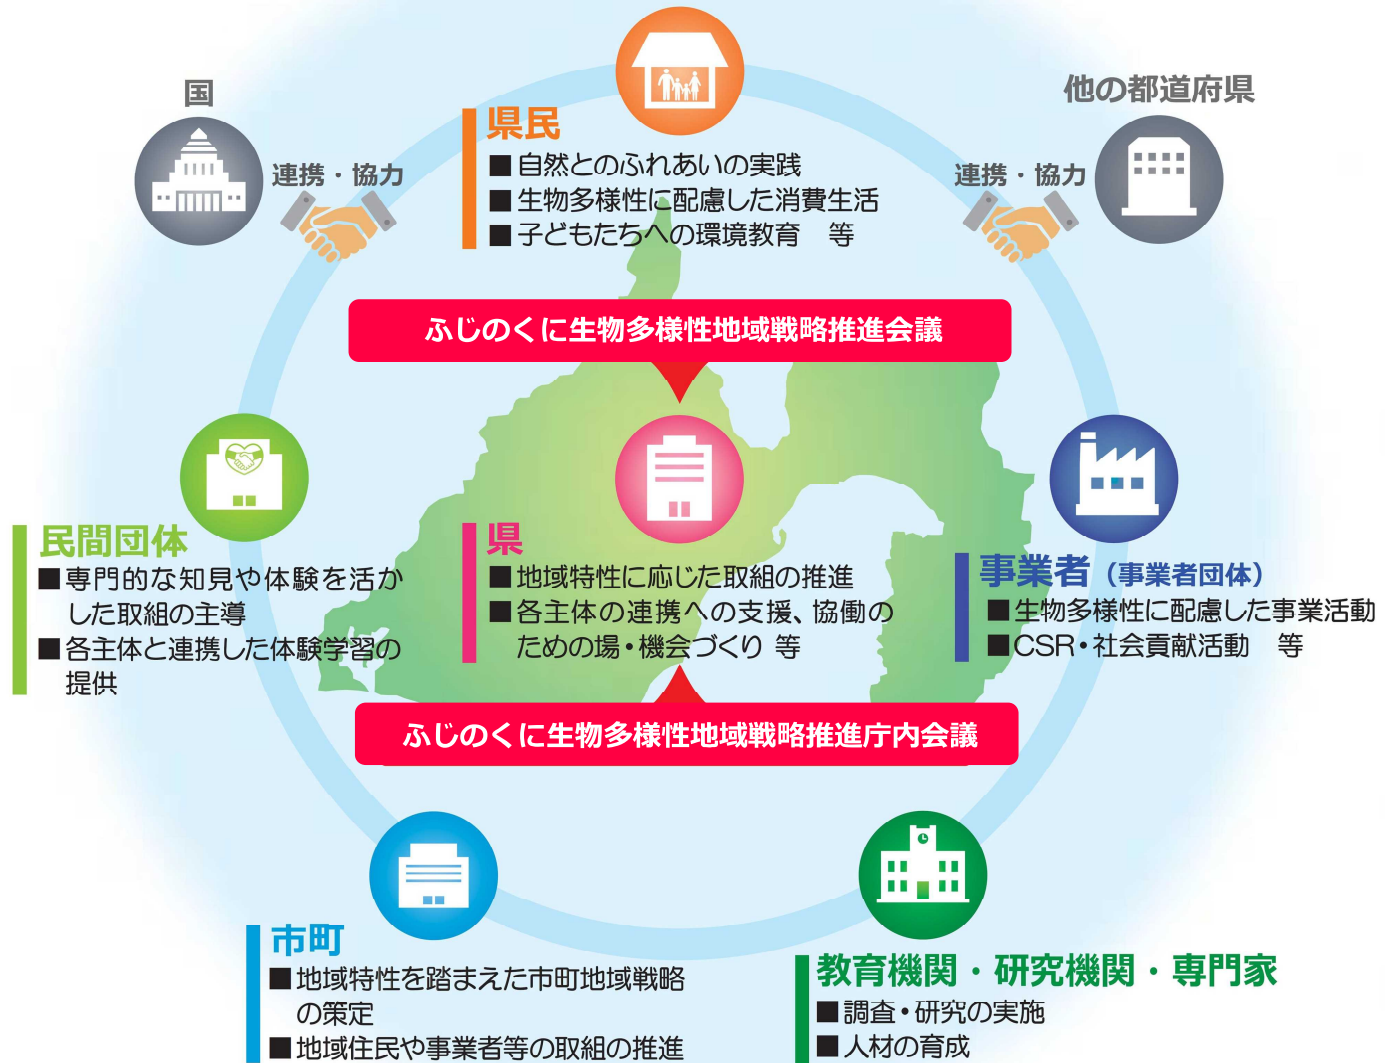 国
他の都道府県
連携・協力
連携・協力
県民
■自然とのふれあいの実践
■生物多様性に配慮した消費生活
■子どもたちへの環境教育　等
ふじのくに生物多様性地域戦略推進会議
民間団体
■専門的な知見や体験を活か
した取組の主導
■各主体と連携した体験学習の
提供
県
■地域特性に応じた取組の推進
■各主体の連携への支援、協働の
ための場・機会づくり 等
事業者（事業者団体）
■生物多様性に配慮した事業活動
■CSR・社会貢献活動　等
ふじのくに生物多様性地域戦略推進庁内会議
市町
■地域特性を踏まえた市町地域戦略
の策定
■地域住民や事業者等の取組の推進
教育機関・研究機関・専門家
■調査・研究の実施
■人材の育成